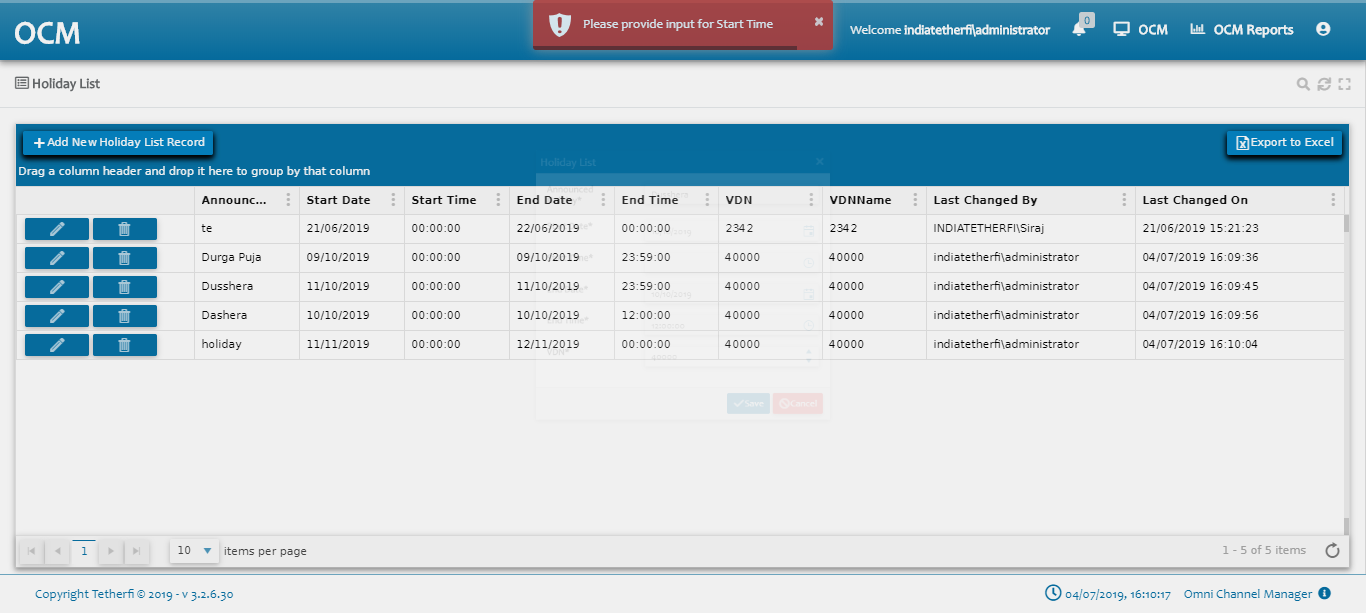 OCM
Please provide input for Start Time
Welcome indiatetherfi\administrator
0
OCM
OCM Reports
Holiday List
Add New Holiday List Record
Export to Excel
Drag a column header and drop it here to group by that column
Announc... Start Date Start Time End Date End Time VDN VDNName Last Changed By Last Changed On
te 21/06/2019 00:00:00 22/06/2019 00:00:00 2342 2342 INDIATETHERFI\Siraj 21/06/2019 15:21:23
Durga Puja 09/10/2019 00:00:00 09/10/2019 23:59:00 40000 40000 indiatetherfi\administrator 04/07/2019 16:09:36
Dusshera 11/10/2019 00:00:00 11/10/2019 23:59:00 40000 40000 indiatetherfi\administrator 04/07/2019 16:09:45
Dashera 10/10/2019 00:00:00 10/10/2019 12:00:00 40000 40000 indiatetherfi\administrator 04/07/2019 16:09:56
holiday 11/11/2019 00:00:00 12/11/2019 00:00:00 40000 40000 indiatetherfi\administrator 04/07/2019 16:10:04
Holiday List
Announced
VDN*
Save Cancel
1
10 items per page
1 - 5 of 5 items
Copyright Tetherfi © 2019 - v 3.2.6.30
04/07/2019, 16:10:17 Omni Channel Manager